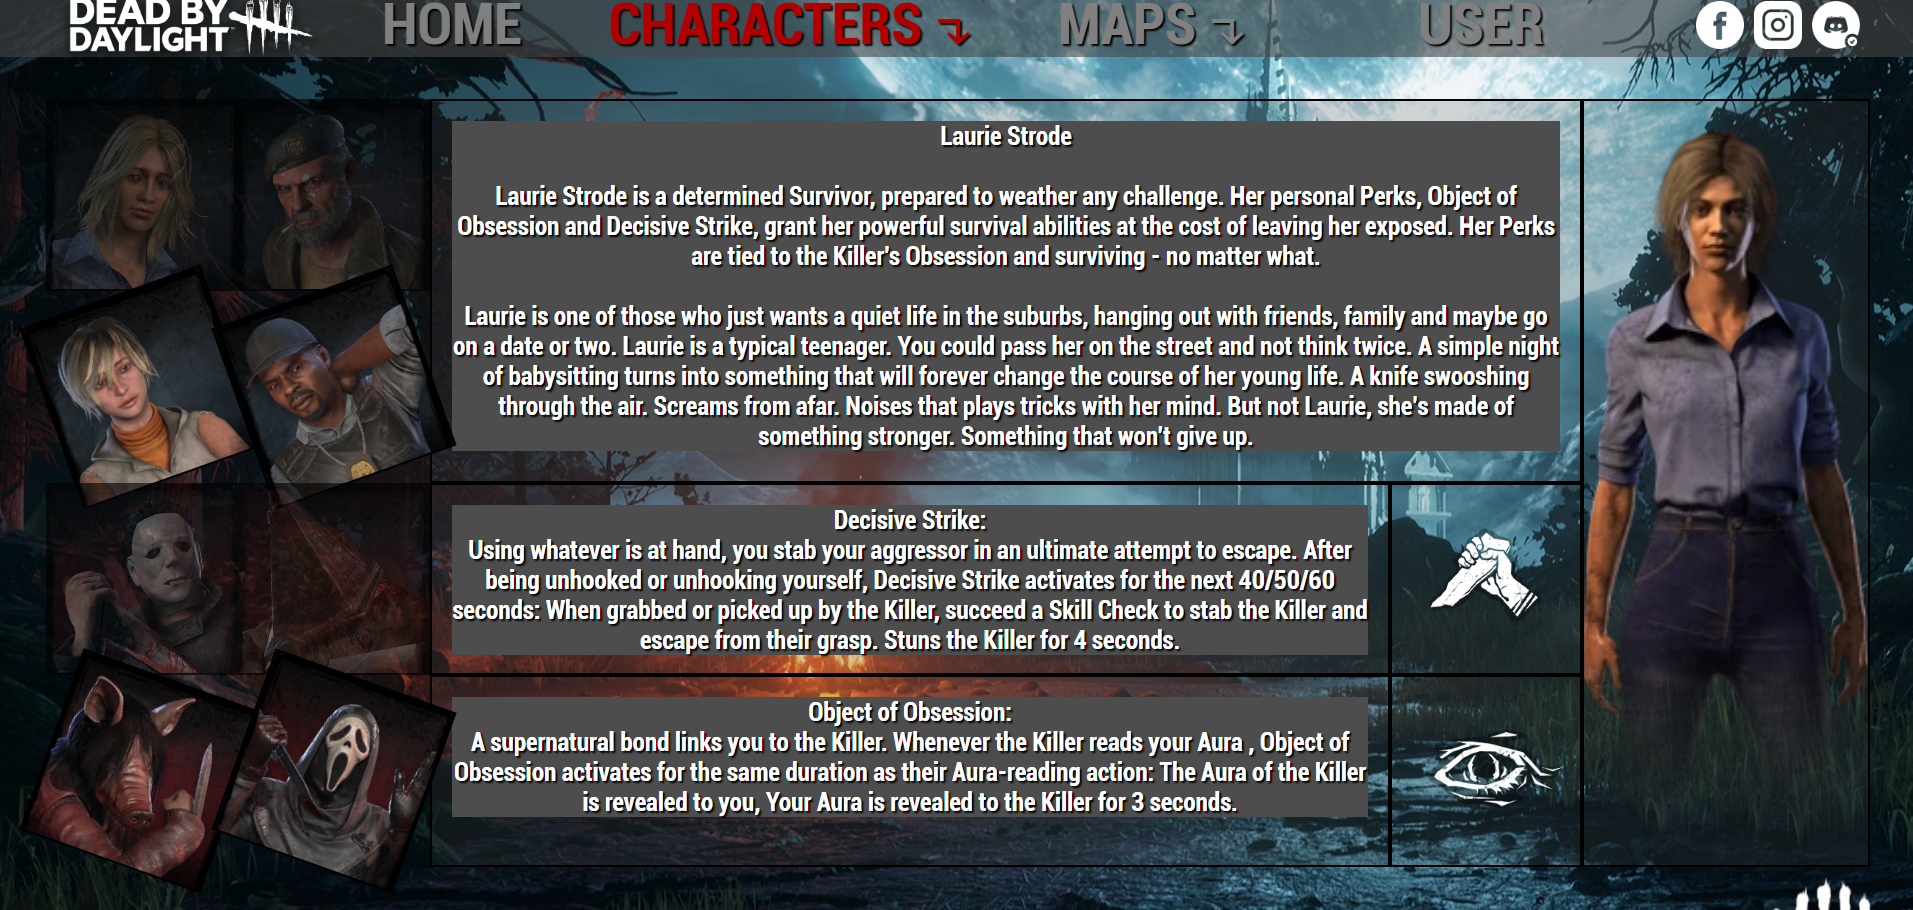 DEAD BY
DAYLIGHT
HOME
CHARACTERS
MAPS
USER
Laurie Strode
Laurie Strode is a determined Survivor, prepared to weather any challenge. Her personal Perks, Object of
Obsession and Decisive Strike, grant her powerful survival abilities at the cost of leaving her exposed. Her Perks
are tied to the Killer's Obsession and surviving - no matter what.
Laurie is one of those who just wants a quiet life in the suburbs, hanging out with friends, family and maybe go
on a date or two. Laurie is a typical teenager. You could pass her on the street and not think twice. A simple night
of babysitting turns into something that will forever change the course of her young life. A knife swooshing
through the air. Screams from afar. Noises that plays tricks with her mind. But not Laurie, she's made of
something stronger. Something that won't give up.
Decisive Strike:
Using whatever is at hand, you stab your aggressor in an ultimate attempt to escape. After
being unhooked or unhooking yourself, Decisive Strike activates for the next 40/50/60
seconds: When grabbed or picked up by the Killer, succeed a Skill Check to stab the Killer and
escape from their grasp. Stuns the Killer for 4 seconds.
Object of Obsession:
A supernatural bond links you to the Killer. Whenever the Killer reads your Aura , Object of
Obsession activates for the same duration as their Aura-reading action: The Aura of the Killer
is revealed to you, Your Aura is revealed to the Killer for 3 seconds.